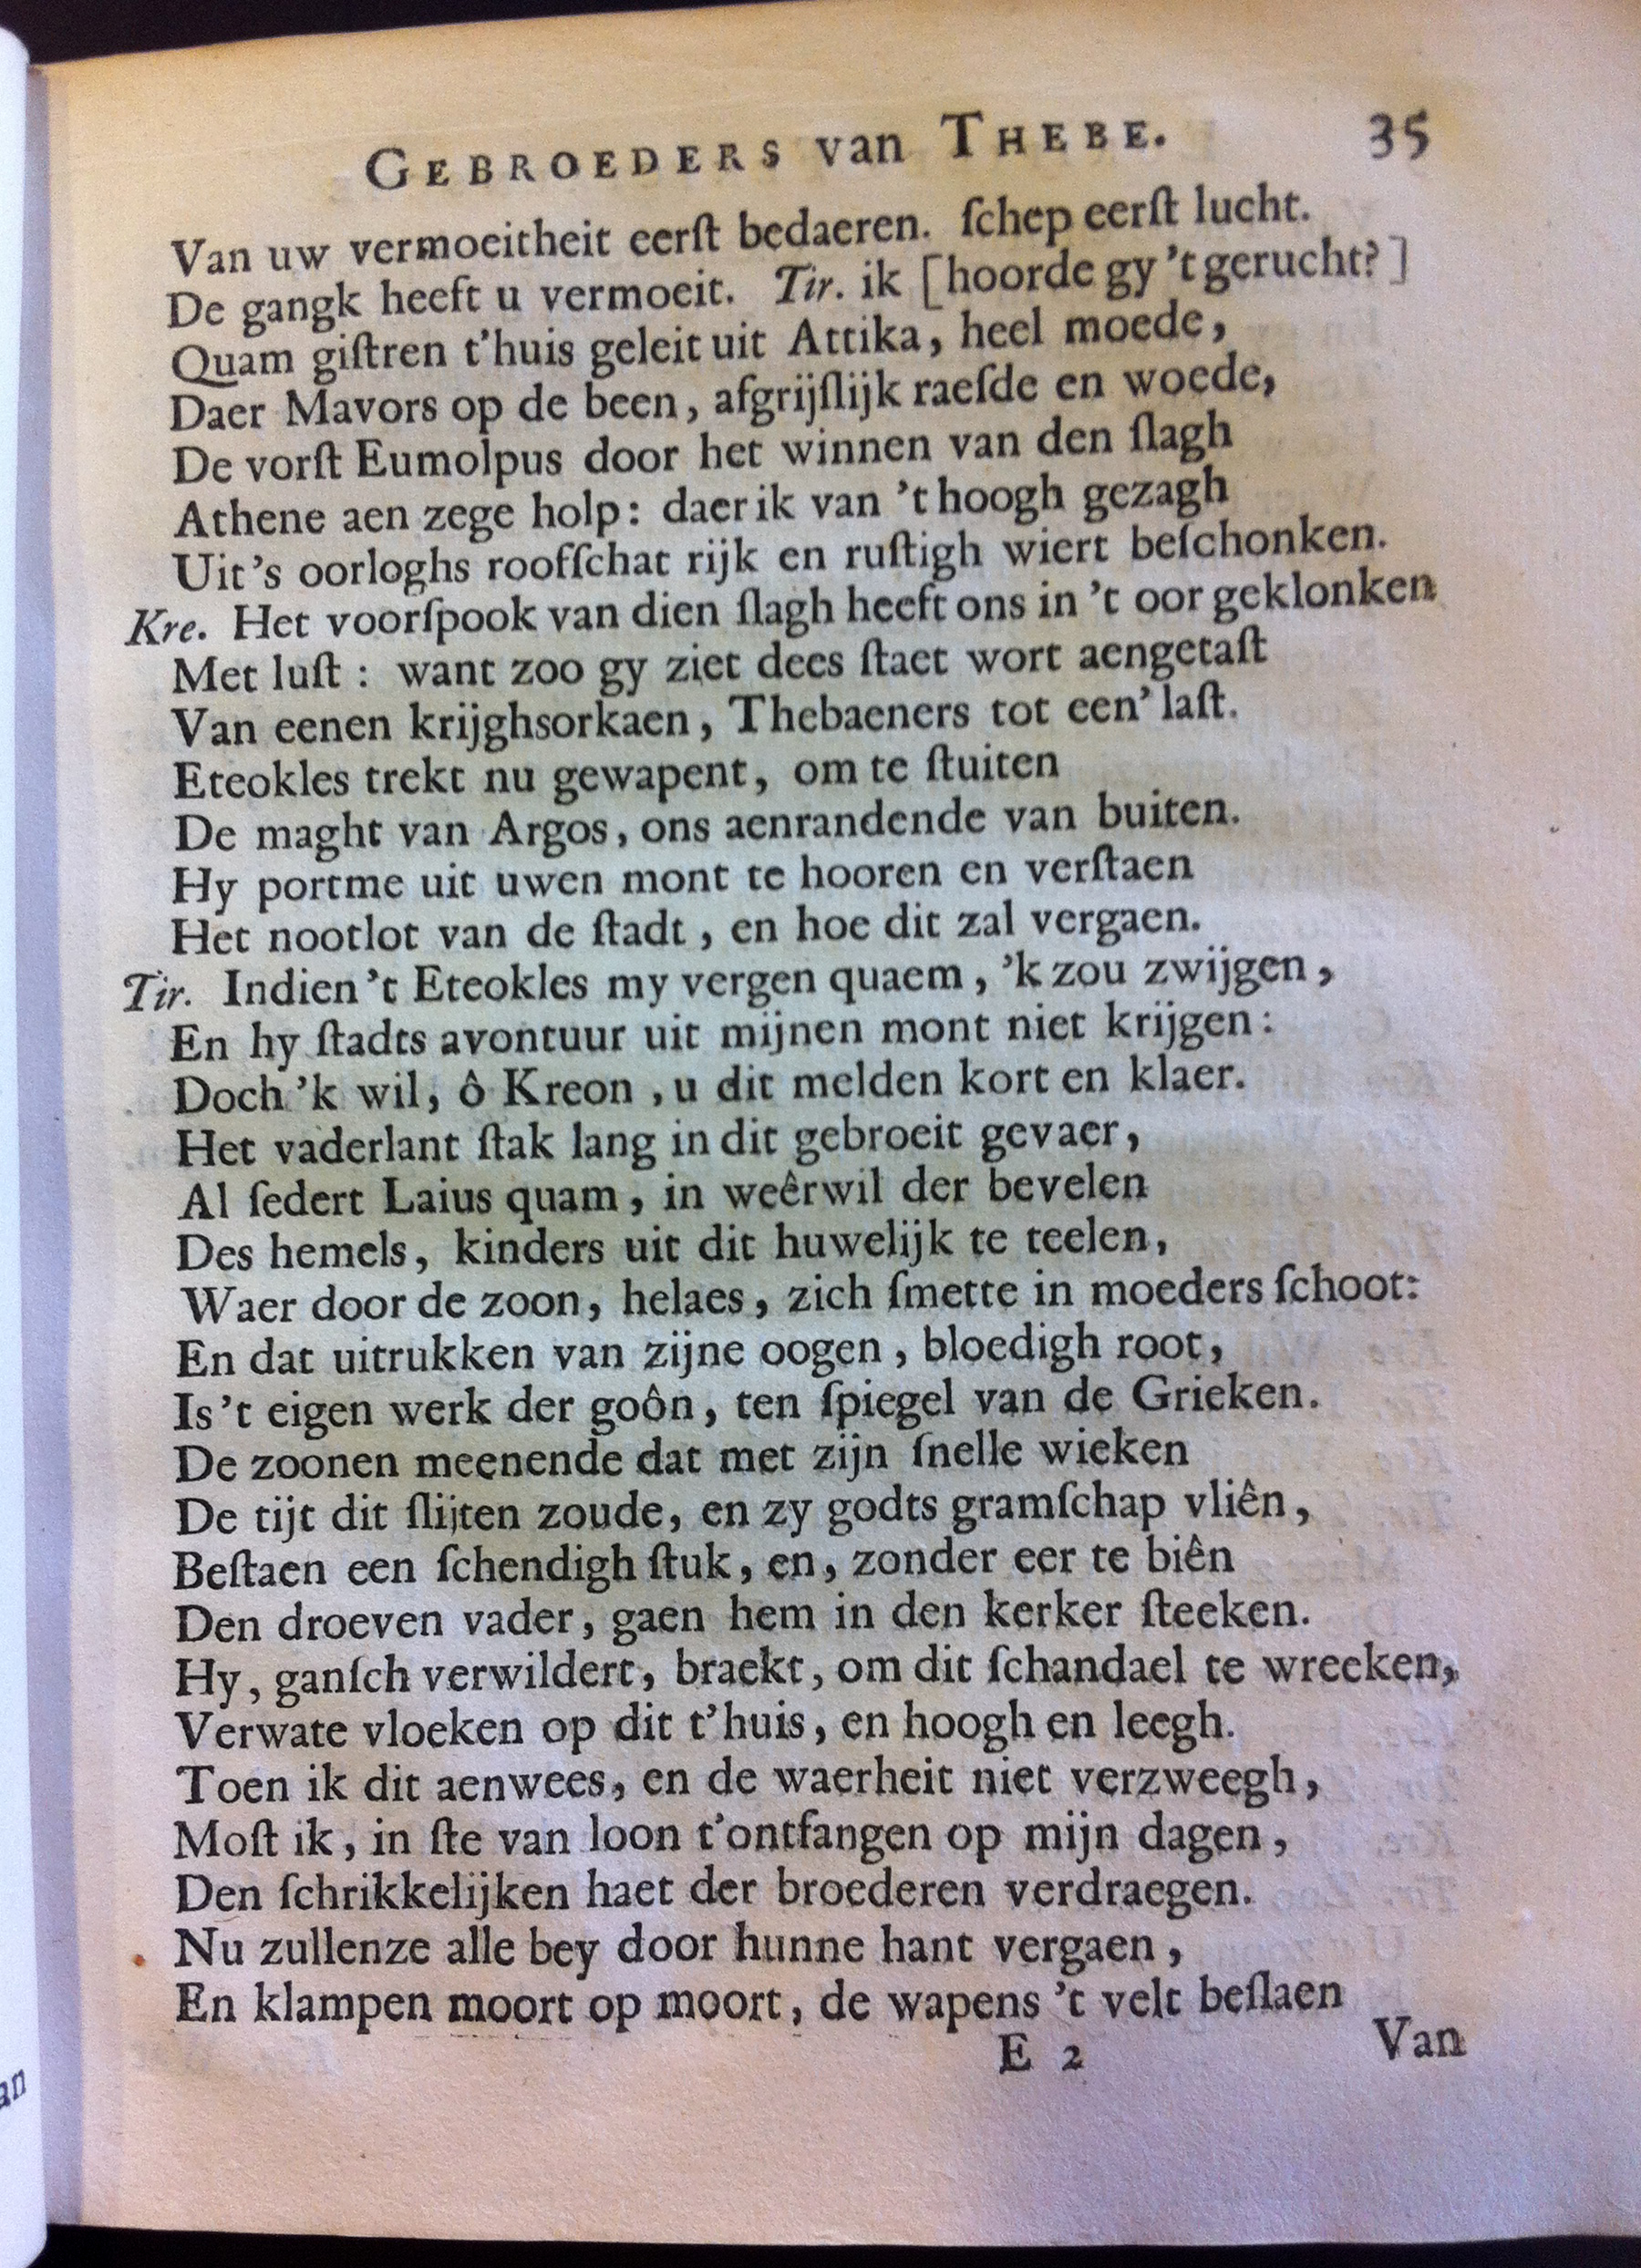 GEBROEDERS van THEBE. 35
Van uw vermoeitheit eerſt bedaeren. ſchep eerſt lucht.
De gangk heeft u vermoeit. Tir. ik [hoorde gy 't gerucht?]
Quam giſtren t'huis geleit uit Attika, heel moede,
Daer Mavors op de been, afgrijſlijk raeſde en woede,
De vorſt Eumolpus door het winnen van den ſlagh
Athene aen zege holp: daer ik van 't hoogh gezagh
Uit's oorloghs roofſchat rijk en ruſtigh wiert beſchonken.
Kre. Het voorſpook van dien ſlagh heeft ons in 't oor geklonken
Met luſt: want zoo gy ziet dees ſtaet wort aengetaſt
Van eenen krijghsorkaen, Thebaeners tot een' laſt.
Eteokles trekt nu gewapent, om te ſtuiten
De maght van Argos, ons aenrandende van buiten.
Hy portme uit uwen mont te hooren en verſtaen
Het nootlot van de ſtadt, en hoe dit zal vergaen.
Tir. Indien 't Eteokles my vergen quaem, 'k zou zwijgen,
En hy ſtadts avontuur uit mijnen mont niet krijgen:
Doch 'k wil, ô Kreon, u dit melden kort en klaer.
Het vaderlant ſtak lang in dit gebroeit gevaer,
Al ſedert Laius quam, in weêrwil der bevelen
Des hemels, kinders uit dit huwelijk te teelen,
Waer door de zoon, helaes, zich ſmette in moeders ſchoot:
En dat uitrukken van zijne oogen, bloedigh root,
Is 't eigen werk der goôn, ten ſpiegel van de Grieken.
De zoonen meenende dat met zijn ſnelle wieken
De tijt dit ſlijten zoude, en zy godts gramſchap vliên,
Beſtaen een ſchendigh ſtuk, en, zonder eer te biên
Den droeven vader, gaen hem in den kerker ſteeken.
Hy, ganſch verwildert, braekt, om dit ſchandael te wreeken,
Verwate vloeken op dit t'huis, en hoogh en leegh.
Toen ik dit aenwees, en de waerheit niet verzweegh,
Moſt ik, in ſte van loon t'ontfangen op mijn dagen,
Den ſchrikkelijken haet der broederen verdraegen.
Nu zullenze alle bey door hunne hant vergaen,
En klampen moort op moort, de wapens 't velt beſlaen
E 2 Van
an